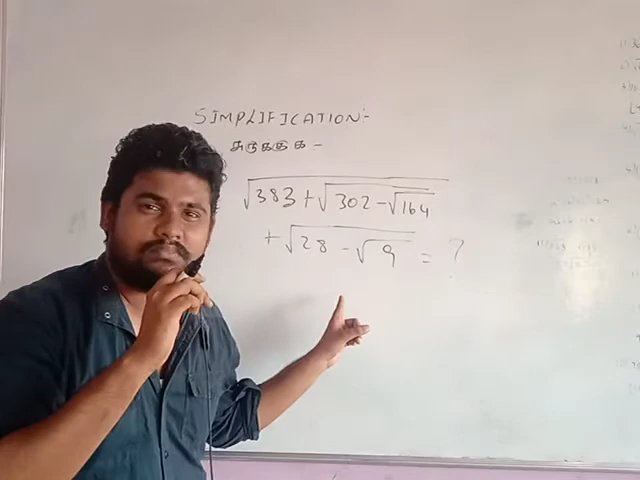 SIMPLIFICATION:-
சுருக்குக -
√383 + √302 - √164
+ √28 - √9 = ?